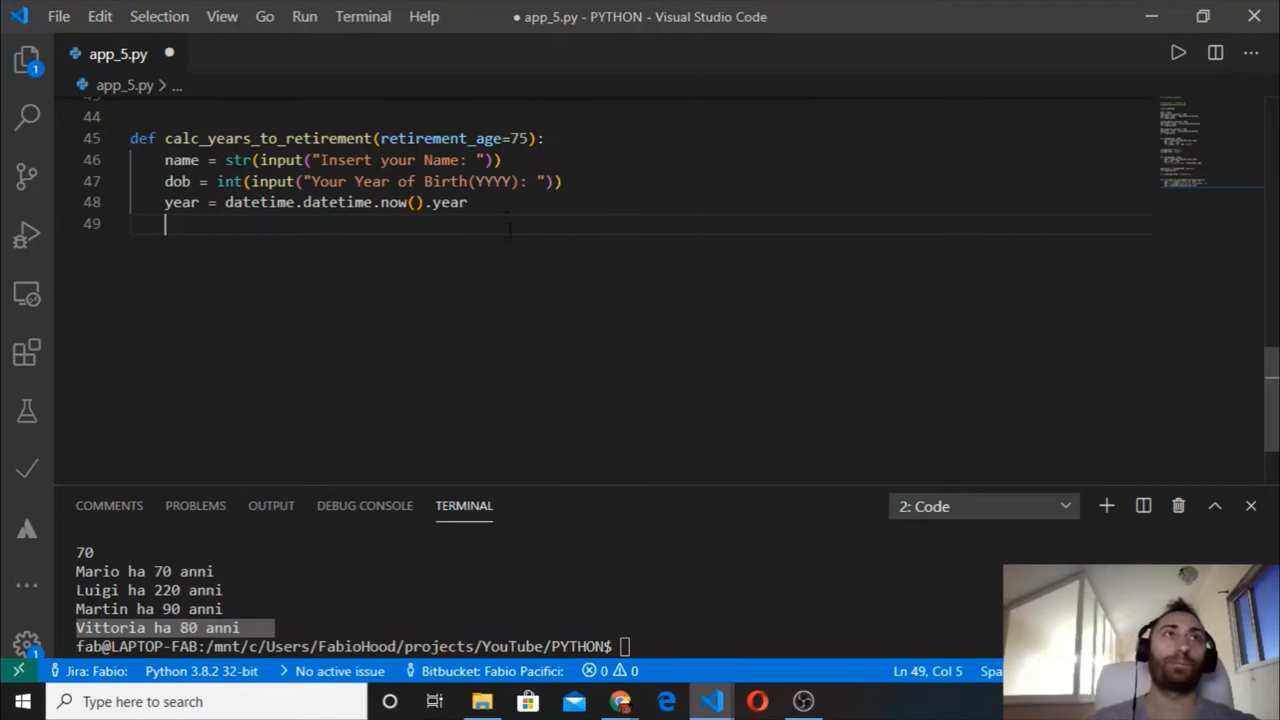 File Edit Selection View Go Run Terminal Help
● app_5.py - PYTHON - Visual Studio Code
app_5.py
app_5.py > ...
44
45 def calc_years_to_retirement(retirement_age=75):
46 name = str(input("Insert your Name: "))
47 dob = int(input("Your Year of Birth(YYYY): "))
48 year = datetime.datetime.now().year
49
COMMENTS PROBLEMS OUTPUT DEBUG CONSOLE TERMINAL 2: Code
70
Mario ha 70 anni
Luigi ha 220 anni
Martin ha 90 anni
Vittoria ha 80 anni
fab@LAPTOP-FAB:/mnt/c/Users/FabioHood/projects/YouTube/PYTHON$
1
1
Jira: Fabio: Python 3.8.2 32-bit No active issue Bitbucket: Fabio Pacifici: 0 0 Ln 49, Col 5 Spa
Type here to search